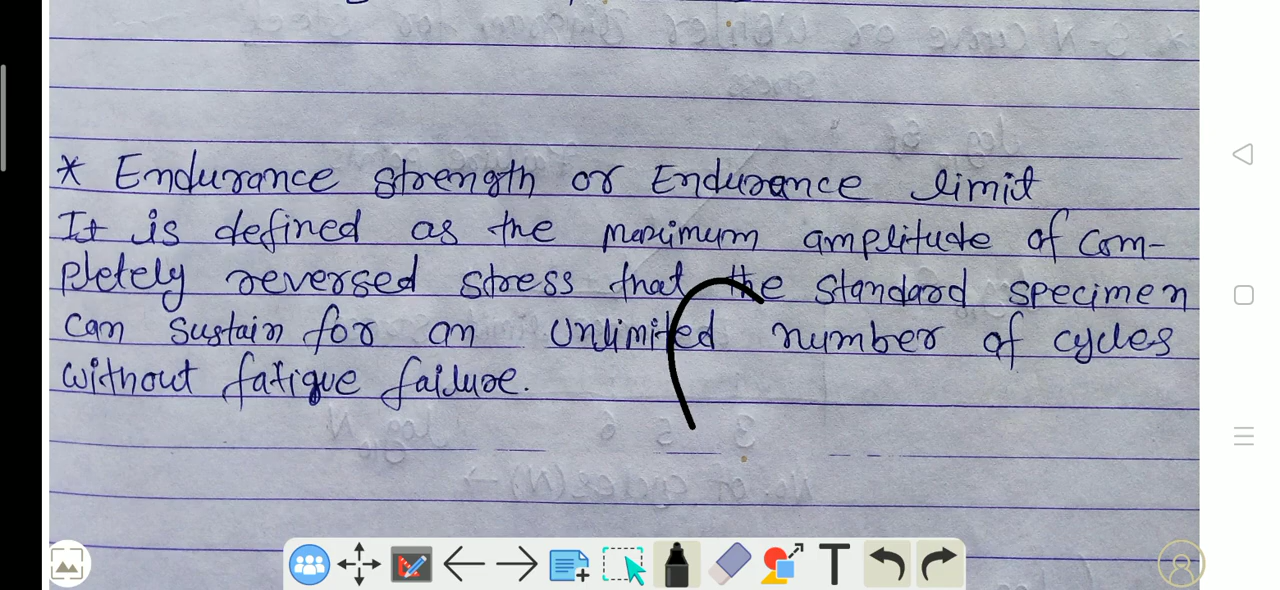 * Endurance strength or Endurance limit
It is defined as the maximum amplitude of com-
pletely reversed stress that the standard specimen
can sustain for an unlimited number of cycles
without fatigue failure.
T